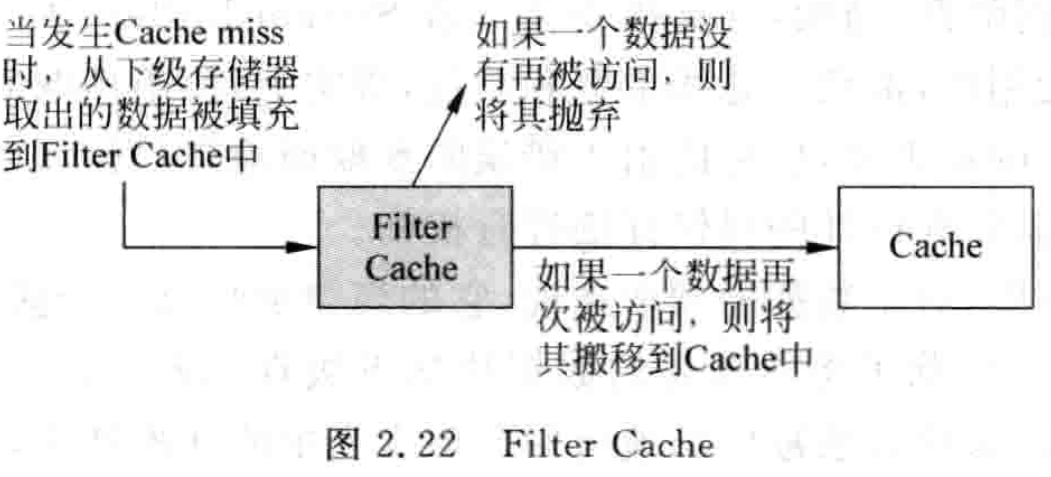 当发生Cache miss
时，从下级存储器
取出的数据被填充
到Filter Cache中
如果一个数据没
有再被访问，则
将其抛弃
Filter
Cache
如果一个数据再
次被访问，则将
其搬移到Cache中
Cache
图 2.22 Filter Cache